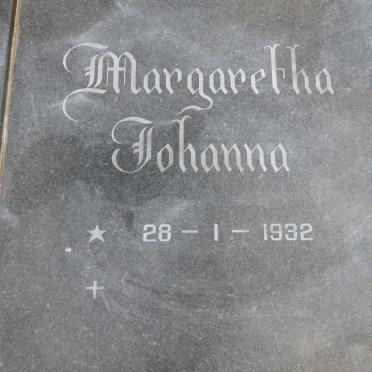 Margaretha
Johanna
★ 28 – 1 – 1932
+